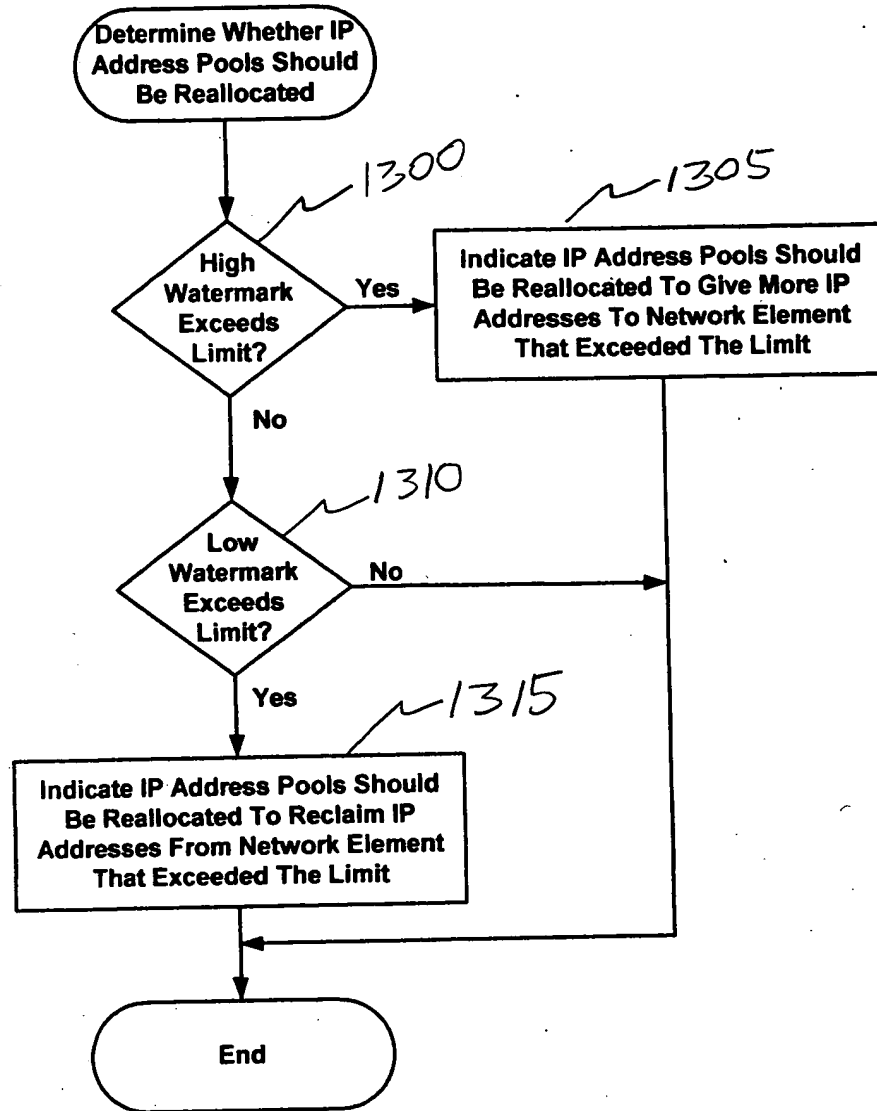 Determine Whether IP
Address Pools Should
Be Reallocated
1300
1305
High
Watermark
Exceeds
Limit?
Yes
Indicate IP Address Pools Should
Be Reallocated To Give More IP
Addresses To Network Element
That Exceeded The Limit
No
1310
Low
Watermark
Exceeds
Limit?
No
Yes
1315
Indicate IP Address Pools Should
Be Reallocated To Reclaim IP
Addresses From Network Element
That Exceeded The Limit
End